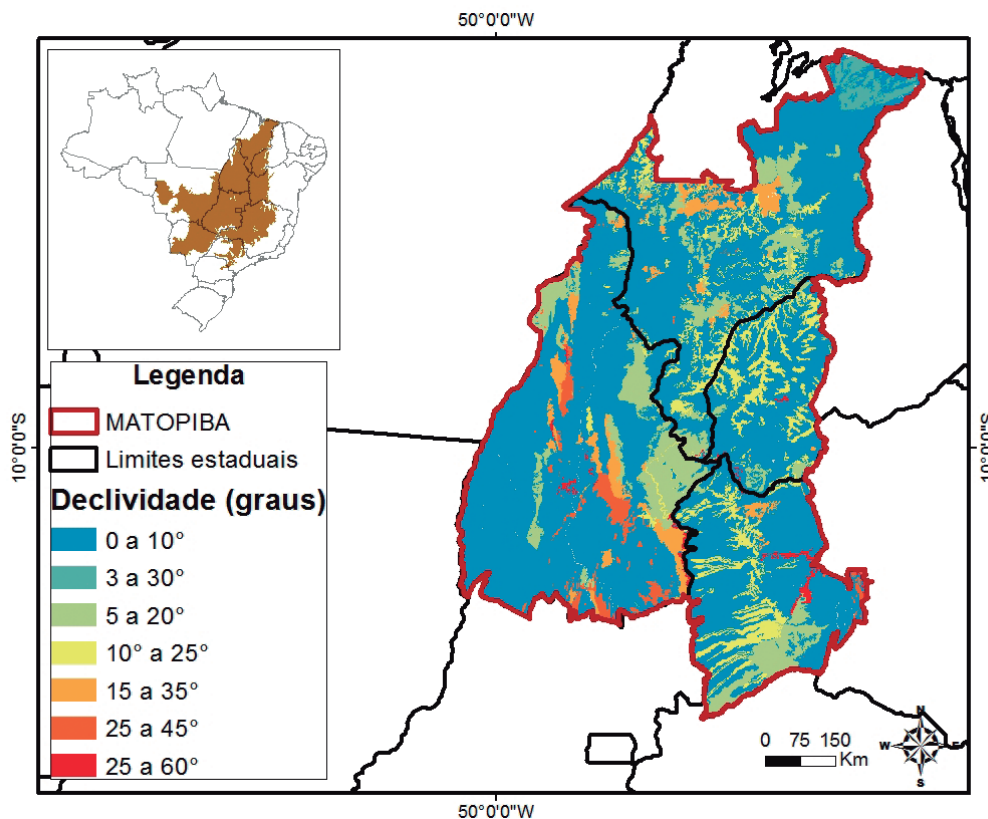 50°0'0"W
Legenda
MATOPIBA
Limites estaduais
Declividade (graus)
0 a 10°
3 a 30°
5 a 20°
10° a 25°
15 a 35°
25 a 45°
25 a 60°
10°0'0"S
10°0'0"S
N
W E
S
0 75 150
Km
50°0'0"W